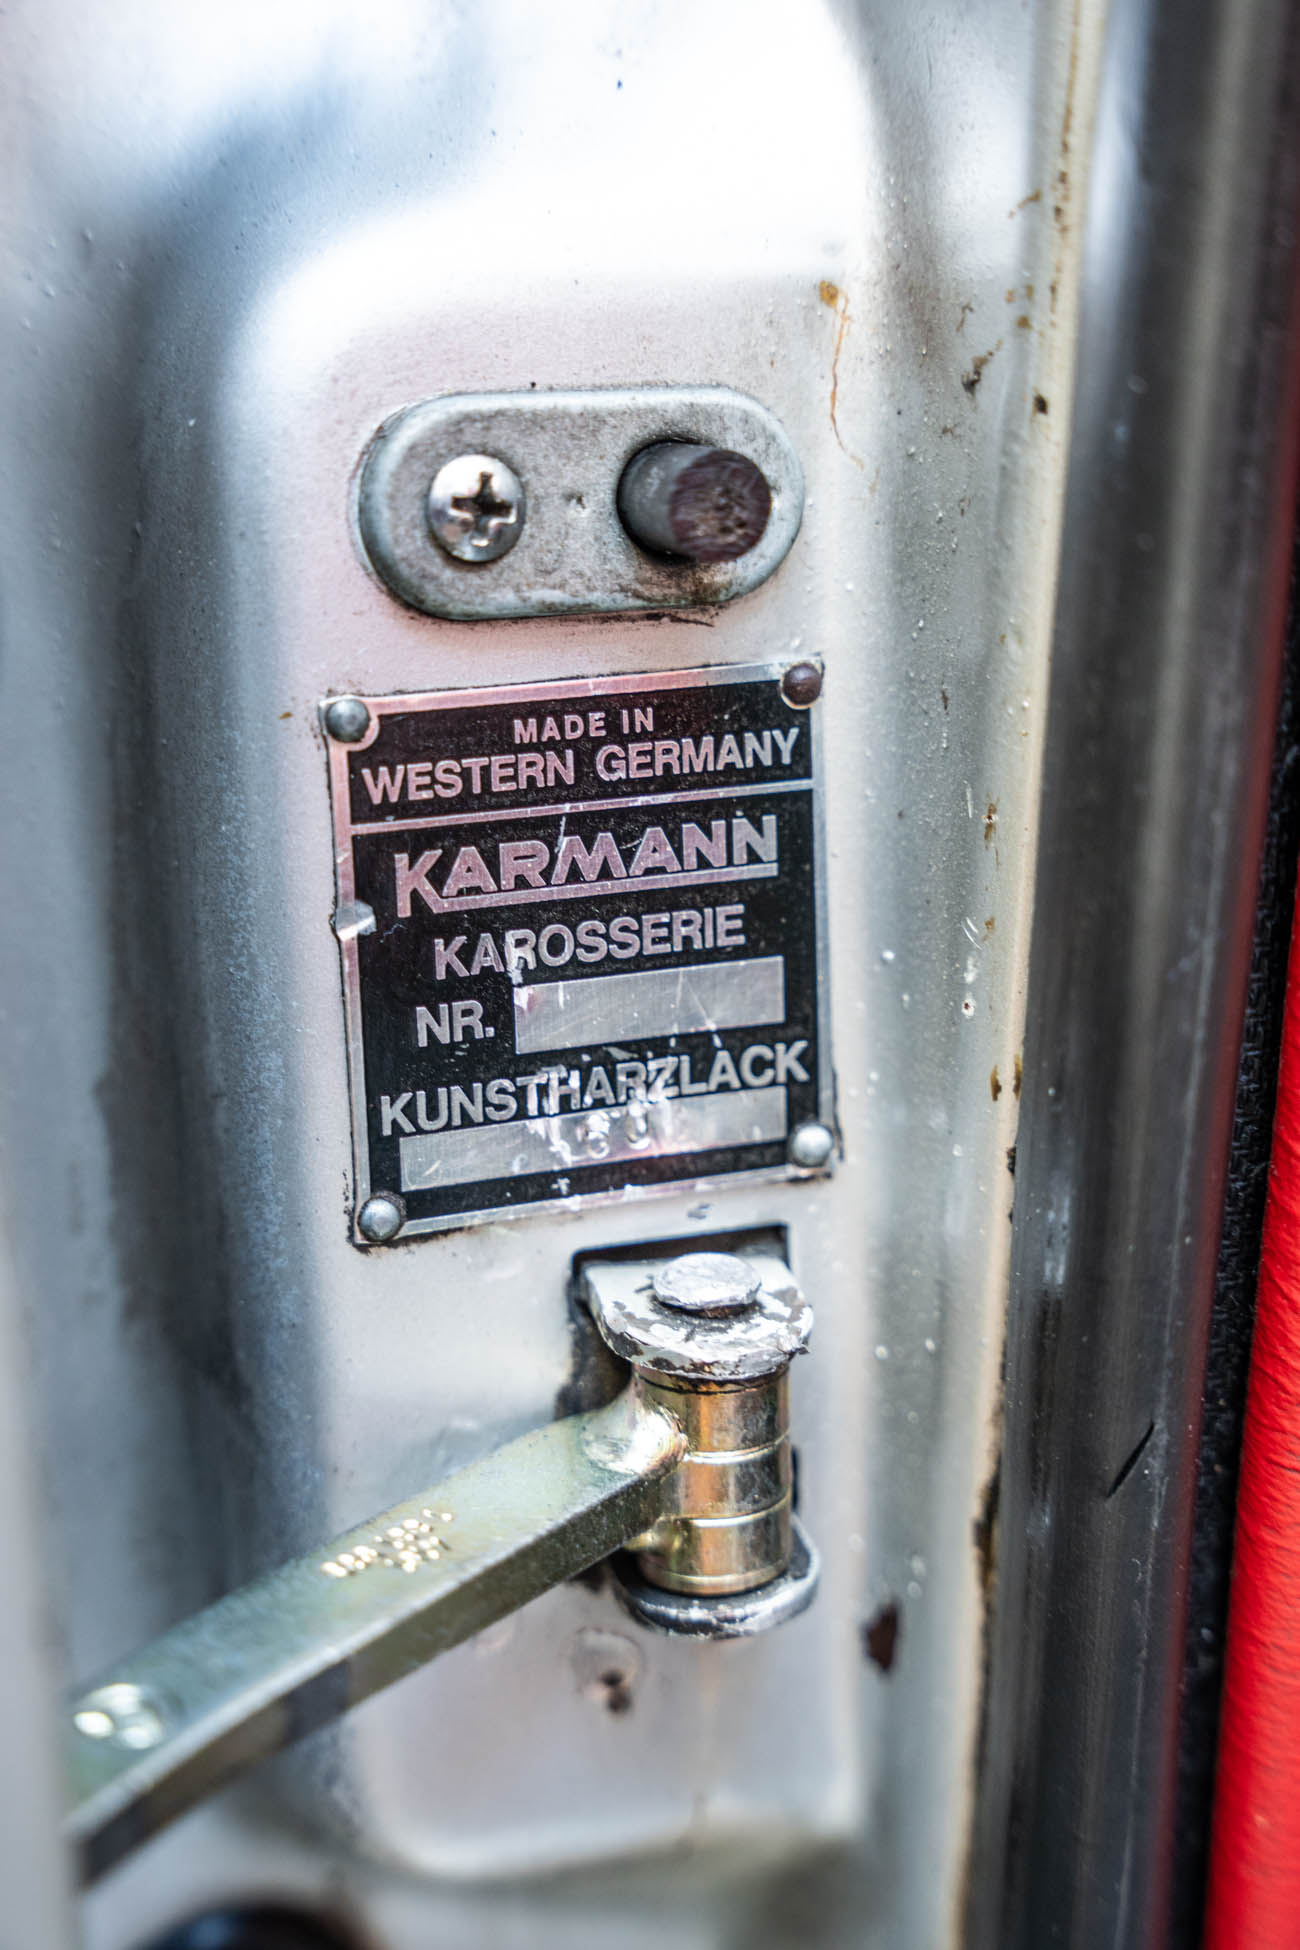 MADE IN
WESTERN GERMANY
KARMANN
KAROSSERIE
NR.
KUNSTHARZLACK